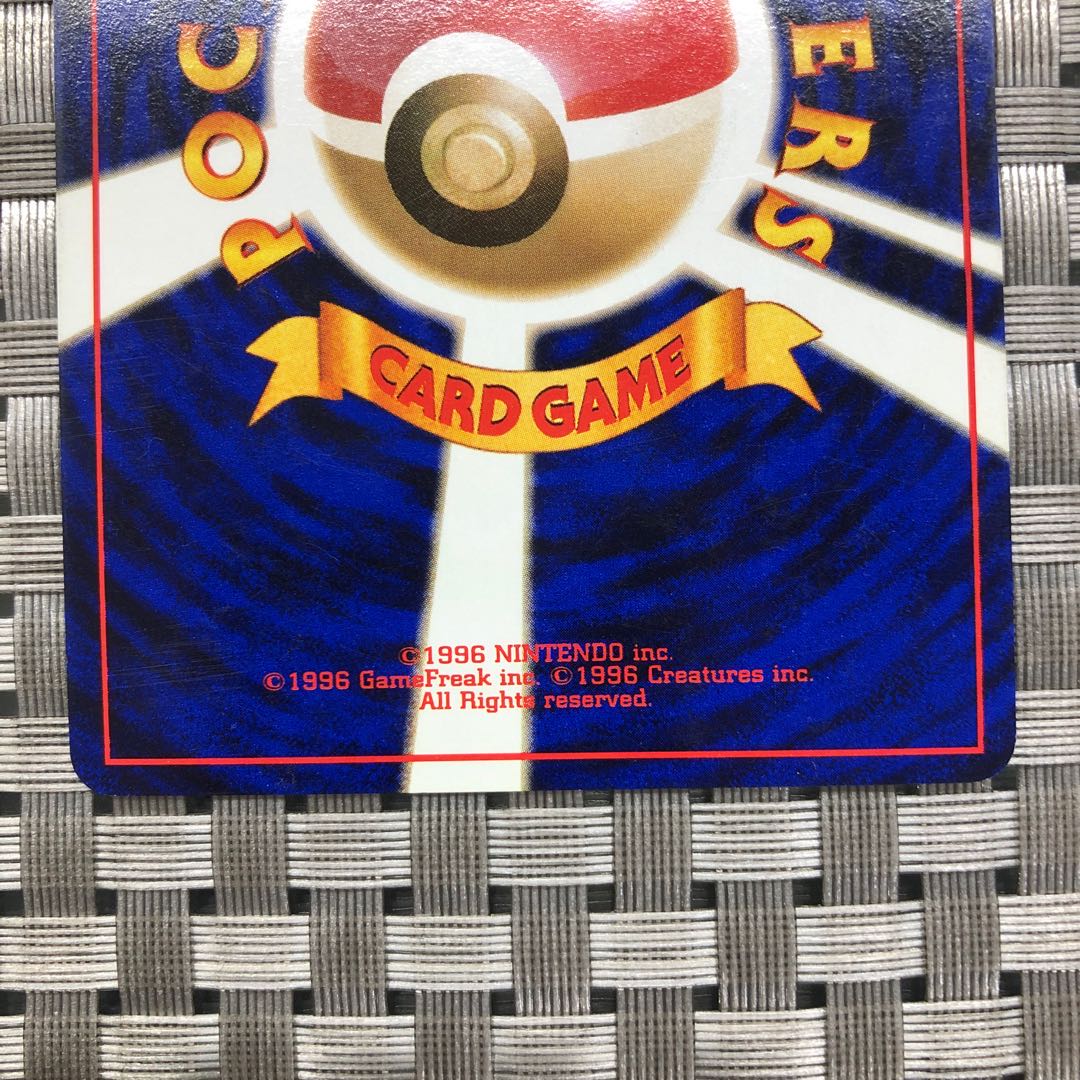 POC
ERS
CARD GAME
©1996 NINTENDO inc.
©1996 GameFreak inc. ©1996 Creatures inc.
All Rights reserved.